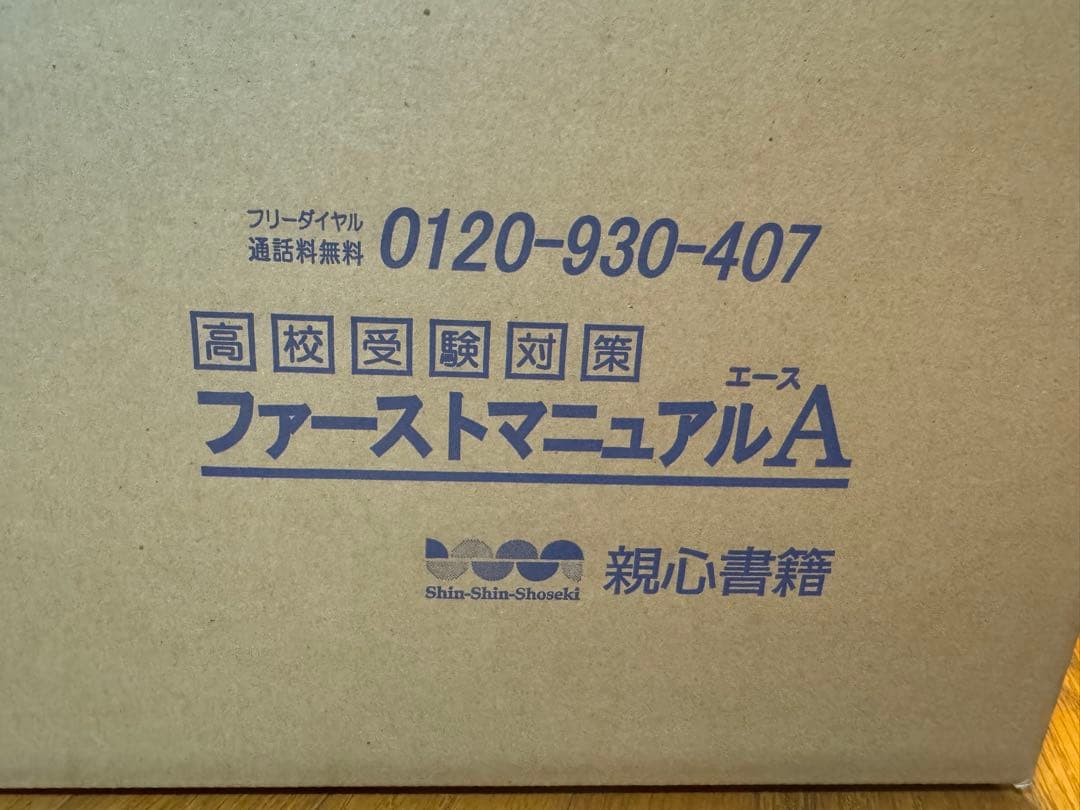 フリーダイヤル
通話料無料
0120-930-407
高校受験対策
エース
ファーストマニュアルA
Shin-Shin-Shoseki
親心書籍